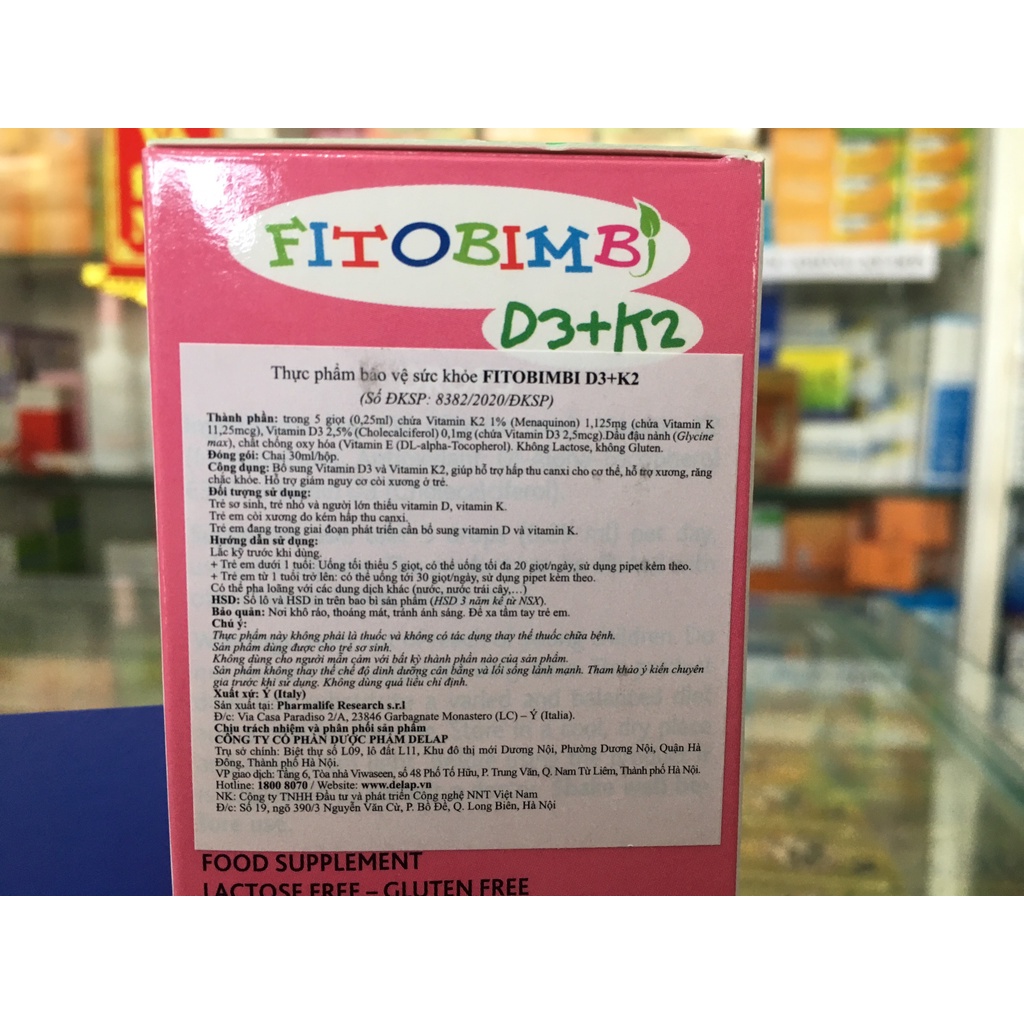 FITOBIMBi
D3+K2
Thực phẩm bảo vệ sức khỏe FITOBIMBI D3+K2
(Số ĐKSP: 8382/2020/ĐKSP)
Thành phần: trong 5 giọt (0,25ml) chứa Vitamin K2 1% (Menaquinon) 1,125mg (chứa Vitamin K
11,25mcg), Vitamin D3 2,5% (Cholecalciferol) 0,1mg (chứa Vitamin D3 2,5mcg).Dầu đậu nành (Glycine
max), chất chống oxy hóa (Vitamin E (DL-alpha-Tocopherol). Không Lactose, không Gluten.
Đóng gói: Chai 30ml/hộp.
Công dụng: Bổ sung Vitamin D3 và Vitamin K2, giúp hỗ trợ hấp thu canxi cho cơ thể, hỗ trợ xương, răng
chắc khỏe. Hỗ trợ giảm nguy cơ còi xương ở trẻ.
Đối tượng sử dụng:
Trẻ sơ sinh, trẻ nhỏ và người lớn thiếu vitamin D, vitamin K.
Trẻ em còi xương do kém hấp thu canxi.
Trẻ em đang trong giai đoạn phát triển cần bổ sung vitamin D và vitamin K.
Hướng dẫn sử dụng:
Lắc kỹ trước khi dùng.
+ Trẻ em dưới 1 tuổi: Uống tối thiểu 5 giọt, có thể uống tối đa 20 giọt/ngày, sử dụng pipet kèm theo.
+ Trẻ em từ 1 tuổi trở lên: có thể uống tới 30 giọt/ngày, sử dụng pipet kèm theo.
Có thể pha loãng với các dung dịch khác (nước, nước trái cây,...)
HSD: Số lô và HSD in trên bao bì sản phẩm (HSD 3 năm kể từ NSX).
Bảo quản: Nơi khô ráo, thoáng mát, tránh ánh sáng. Để xa tầm tay trẻ em.
Chú ý:
Thực phẩm này không phải là thuốc và không có tác dụng thay thế thuốc chữa bệnh.
Sản phẩm dùng được cho trẻ sơ sinh.
Không dùng cho người mẫn cảm với bất kỳ thành phần nào của sản phẩm.
Sản phẩm không thay thế chế độ dinh dưỡng cân bằng và lối sống lành mạnh. Tham khảo ý kiến chuyên
gia trước khi sử dụng. Không dùng quá liều chỉ định.
Xuất xứ: Ý (Italy)
Sản xuất tại: Pharmalife Research s.r.l
Đ/c: Via Casa Paradiso 2/A, 23846 Garbagnate Monastero (LC) – Ý (Italia).
Chịu trách nhiệm và phân phối sản phẩm
CÔNG TY CỔ PHẦN DƯỢC PHẨM DELAP
Trụ sở chính: Biệt thự số L09, lô đất L11, Khu đô thị mới Dương Nội, Phường Dương Nội, Quận Hà
Đông, Thành phố Hà Nội.
VP giao dịch: Tầng 6, Tòa nhà Viwaseen, số 48 Phố Tố Hữu, P. Trung Văn, Q. Nam Từ Liêm, Thành phố Hà Nội.
Hotline: 1800 8070 / Website: www.delap.vn
NK: Công ty TNHH Đầu tư và phát triển Công nghệ NNT Việt Nam
Đ/c: Số 19, ngõ 390/3 Nguyễn Văn Cừ, P. Bồ Đề, Q. Long Biên, Hà Nội
FOOD SUPPLEMENT
LACTOSE FREE – GLUTEN FREE